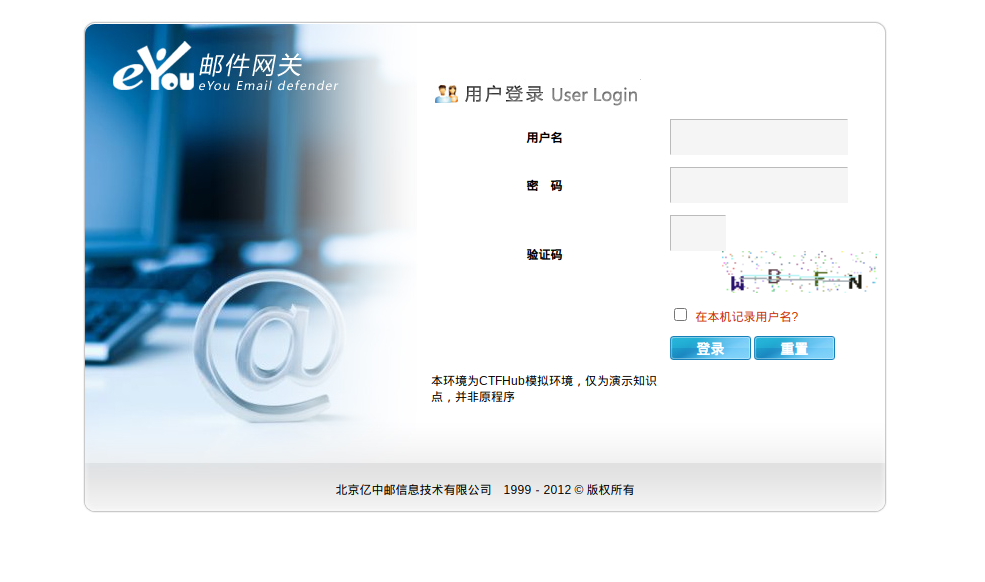 eYou 邮件网关
eYou Email defender
用户登录 User Login
用户名
密 码
验证码
W B F N
在本机记录用户名?
登录 重置
本环境为CTFHub模拟环境，仅为演示知识
点，并非原程序
北京亿中邮信息技术有限公司 1999 - 2012 © 版权所有